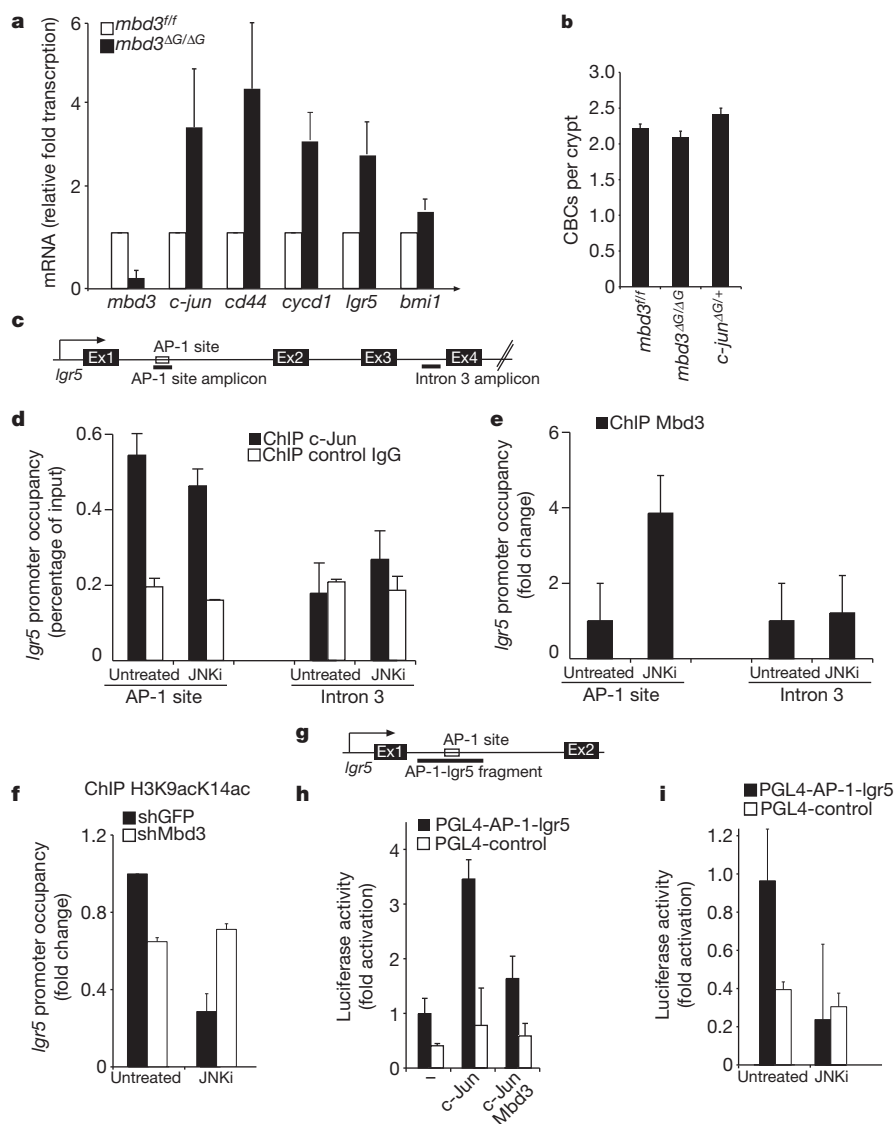 a
mbd3f/f
mbd3ΔG/ΔG
mRNA (relative fold transcrption)
6
4
2
0
mbd3 c-jun cd44 cycd1 lgr5 bmi1
b
CBCs per crypt
3.0
2.5
2.0
1.5
1.0
0.5
0
mbd3f/f
mbd3ΔG/ΔG
c-junΔG/+
c
AP-1 site
Ex1 Ex2 Ex3 Ex4
lgr5
AP-1 site amplicon
Intron 3 amplicon
d
ChIP c-Jun
ChIP control IgG
lgr5 promoter occupancy
(percentage of input)
0.6
0.4
0.2
0
Untreated JNKi Untreated JNKi
AP-1 site Intron 3
e
ChIP Mbd3
lgr5 promoter occupancy
(fold change)
6
4
2
0
Untreated JNKi Untreated JNKi
AP-1 site Intron 3
g
AP-1 site
Ex1 Ex2
lgr5
AP-1-lgr5 fragment
f
ChIP H3K9acK14ac
shGFP
shMbd3
lgr5 promoter occupancy
(fold change)
1.2
0.8
0.4
0
Untreated JNKi
h
PGL4-AP-1-lgr5
PGL4-control
Luciferase activity
(fold activation)
4
3
2
1
0
–
c-Jun
c-Jun
Mbd3
i
PGL4-AP-1-lgr5
PGL4-control
Luciferase activity
(fold activation)
1.2
1.0
0.8
0.6
0.4
0.2
0
Untreated JNKi